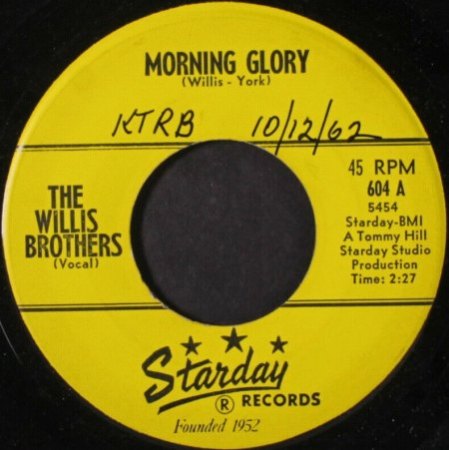 MORNING GLORY
(Willis - York)
KTRB 10/12/62
THE
WILLIS
BROTHERS
(Vocal)
45 RPM
604 A
5454
Starday-BMI
A Tommy Hill
Starday Studio
Production
Time: 2:27
Starday
® RECORDS
Founded 1952